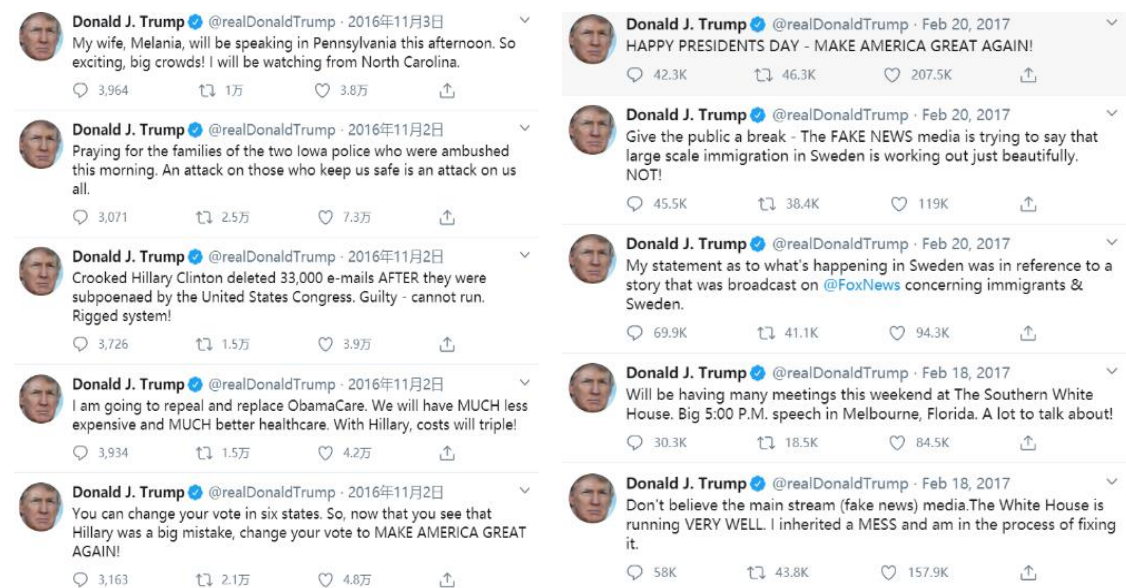 Donald J. Trump @realDonaldTrump · 2016年11月3日
My wife, Melania, will be speaking in Pennsylvania this afternoon. So
exciting, big crowds! I will be watching from North Carolina.
3,964 1万 3.8万
Donald J. Trump @realDonaldTrump · 2016年11月2日
Praying for the families of the two Iowa police who were ambushed
this morning. An attack on those who keep us safe is an attack on us
all.
3,071 2.5万 7.3万
Donald J. Trump @realDonaldTrump · 2016年11月2日
Crooked Hillary Clinton deleted 33,000 e-mails AFTER they were
subpoenaed by the United States Congress. Guilty - cannot run.
Rigged system!
3,726 1.5万 3.9万
Donald J. Trump @realDonaldTrump · 2016年11月2日
I am going to repeal and replace ObamaCare. We will have MUCH less
expensive and MUCH better healthcare. With Hillary, costs will triple!
3,934 1.5万 4.2万
Donald J. Trump @realDonaldTrump · 2016年11月2日
You can change your vote in six states. So, now that you see that
Hillary was a big mistake, change your vote to MAKE AMERICA GREAT
AGAIN!
3,163 2.1万 4.8万
Donald J. Trump @realDonaldTrump · Feb 20, 2017
HAPPY PRESIDENTS DAY - MAKE AMERICA GREAT AGAIN!
42.3K 46.3K 207.5K
Donald J. Trump @realDonaldTrump · Feb 20, 2017
Give the public a break - The FAKE NEWS media is trying to say that
large scale immigration in Sweden is working out just beautifully.
NOT!
45.5K 38.4K 119K
Donald J. Trump @realDonaldTrump · Feb 20, 2017
My statement as to what's happening in Sweden was in reference to a
story that was broadcast on @FoxNews concerning immigrants &
Sweden.
69.9K 41.1K 94.3K
Donald J. Trump @realDonaldTrump · Feb 18, 2017
Will be having many meetings this weekend at The Southern White
House. Big 5:00 P.M. speech in Melbourne, Florida. A lot to talk about!
30.3K 18.5K 84.5K
Donald J. Trump @realDonaldTrump · Feb 18, 2017
Don't believe the main stream (fake news) media.The White House is
running VERY WELL. I inherited a MESS and am in the process of fixing
it.
58K 43.8K 157.9K